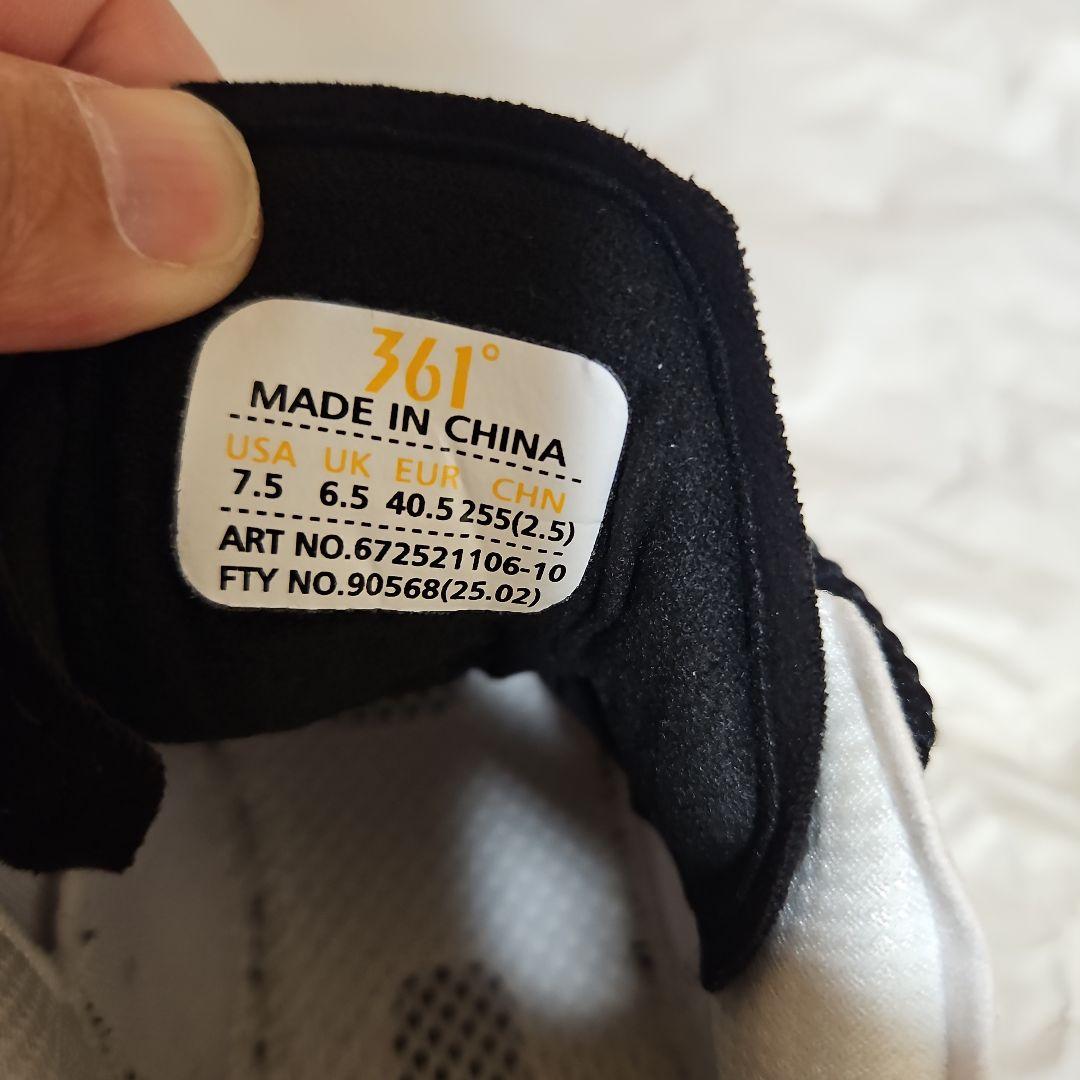 361°
MADE IN CHINA
USA UK EUR CHN
7.5 6.5 40.5 255(2.5)
ART NO.672521106-10
FTY NO.90568(25.02)